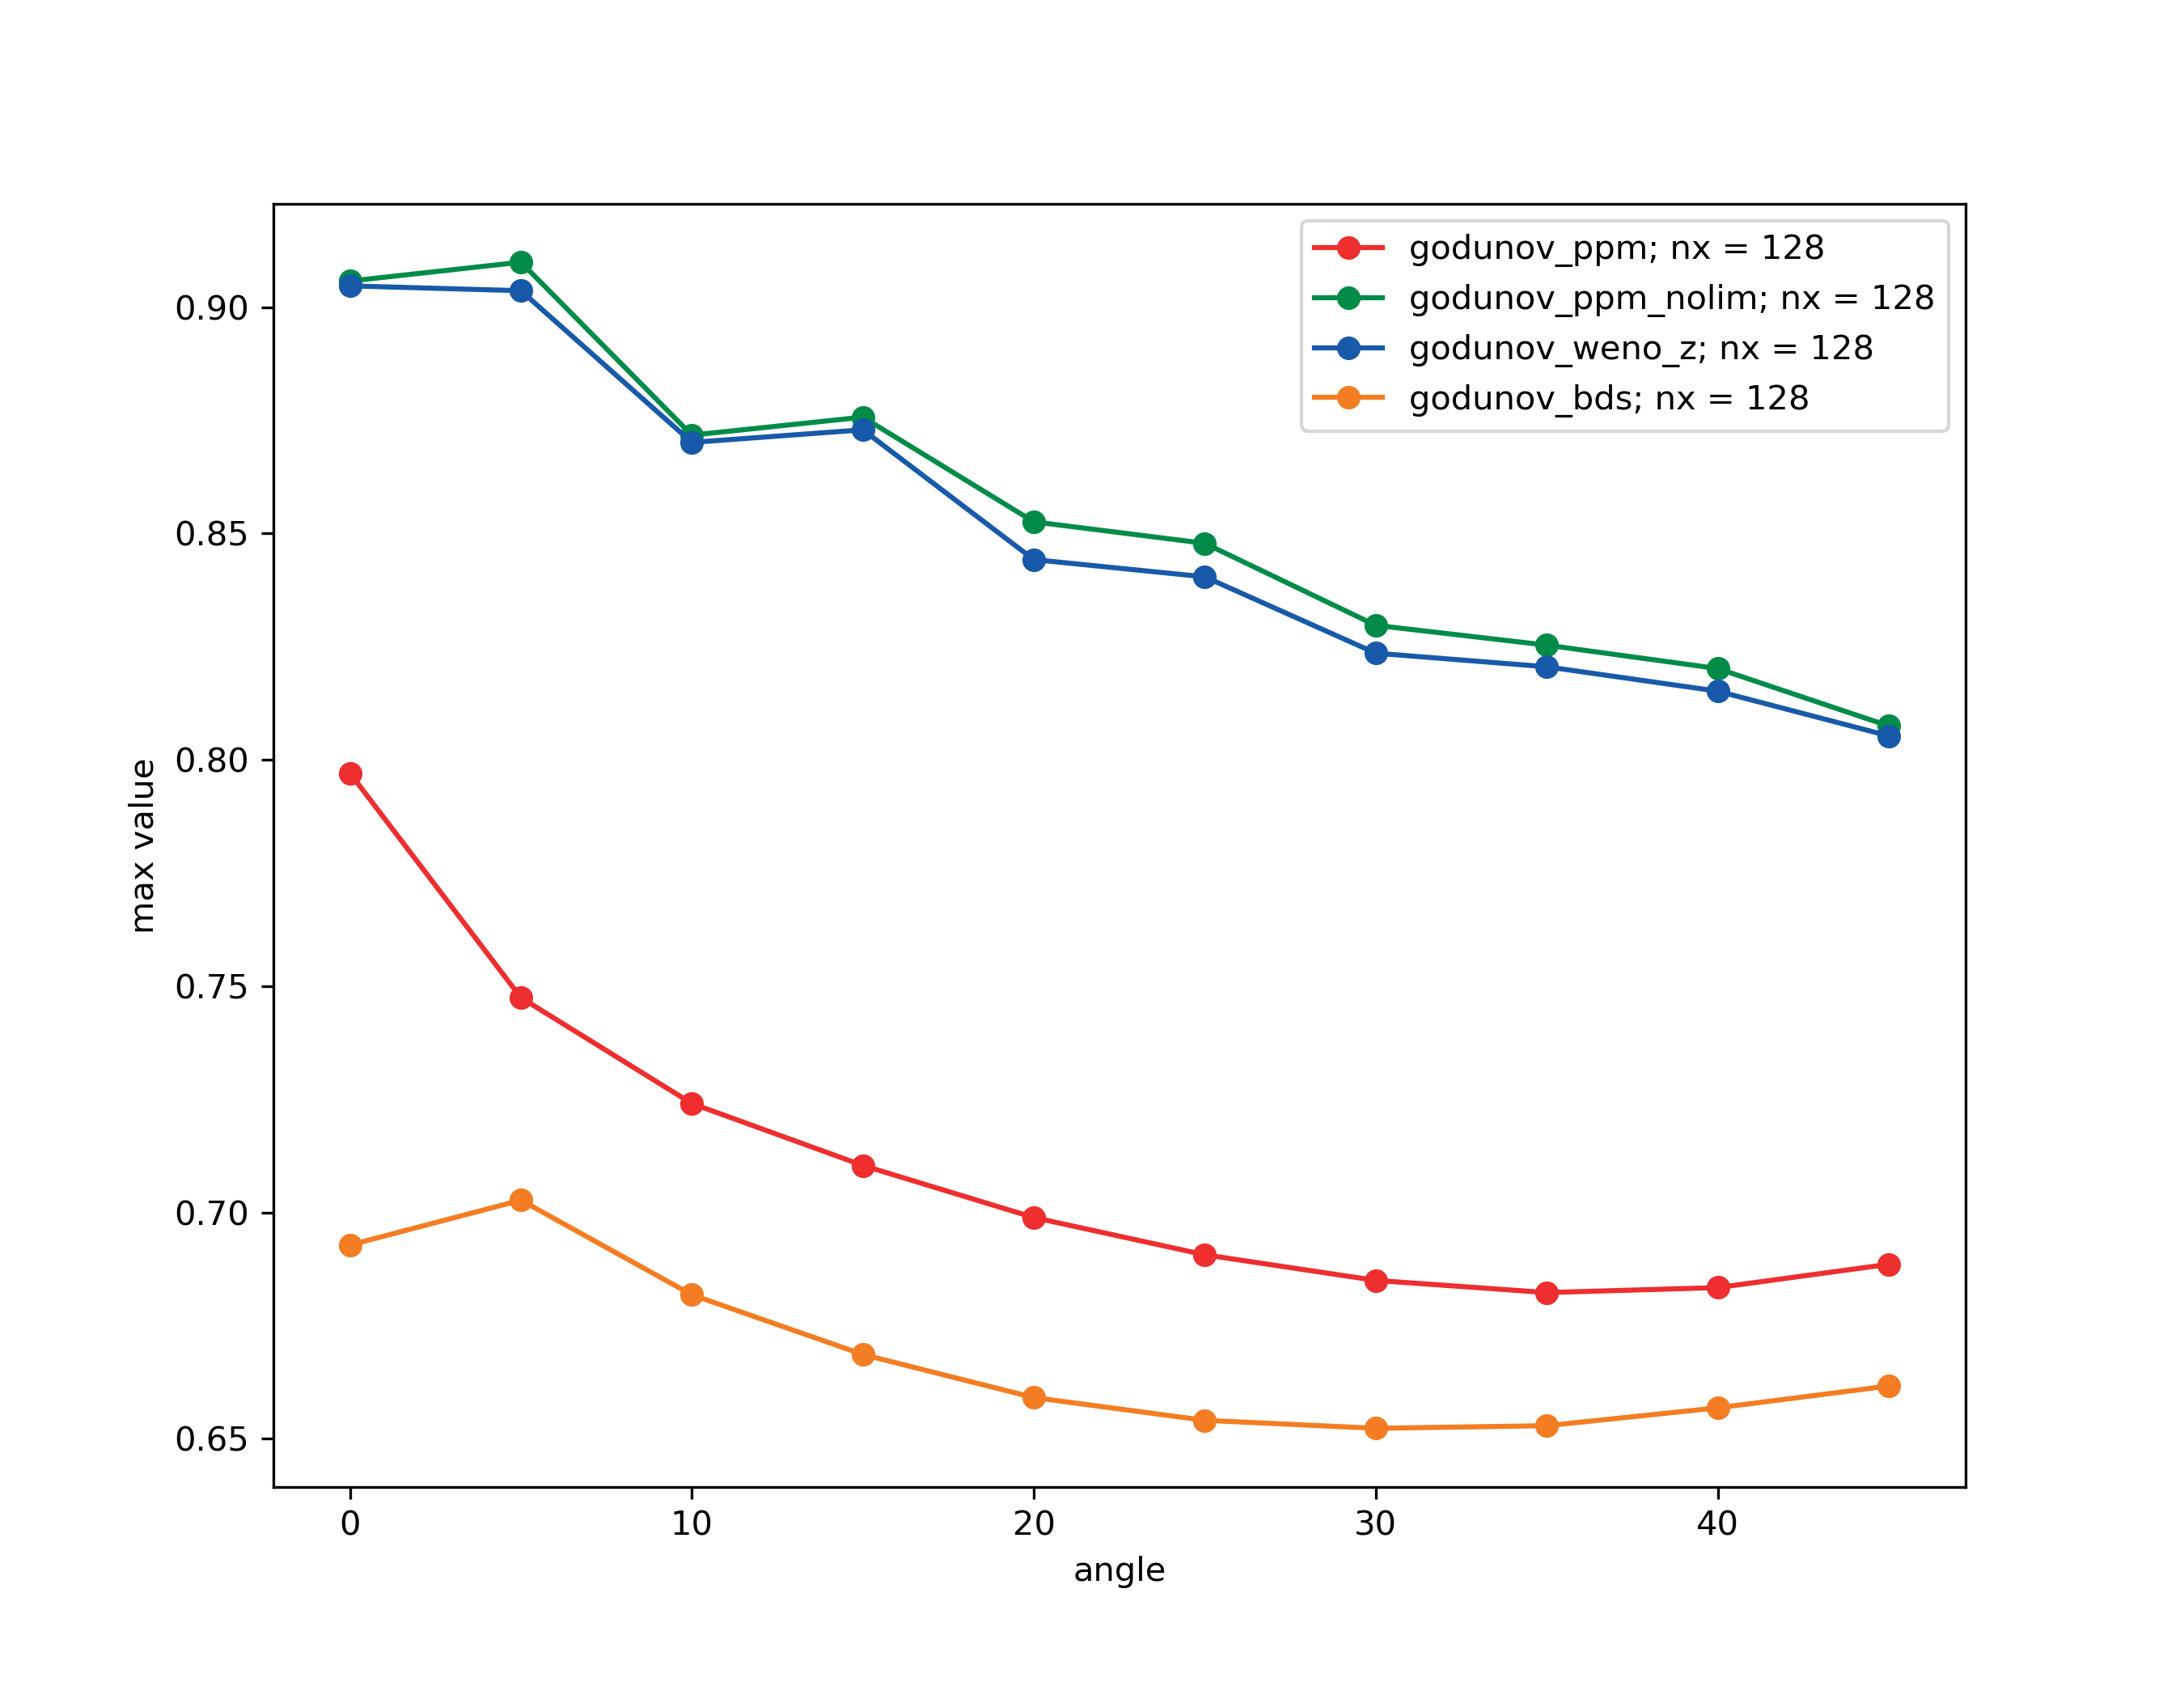 godunov_ppm; nx = 128
godunov_ppm_nolim; nx = 128
godunov_weno_z; nx = 128
godunov_bds; nx = 128
0.90
0.85
0.80
0.75
0.70
0.65
max value
0 10 20 30 40
angle